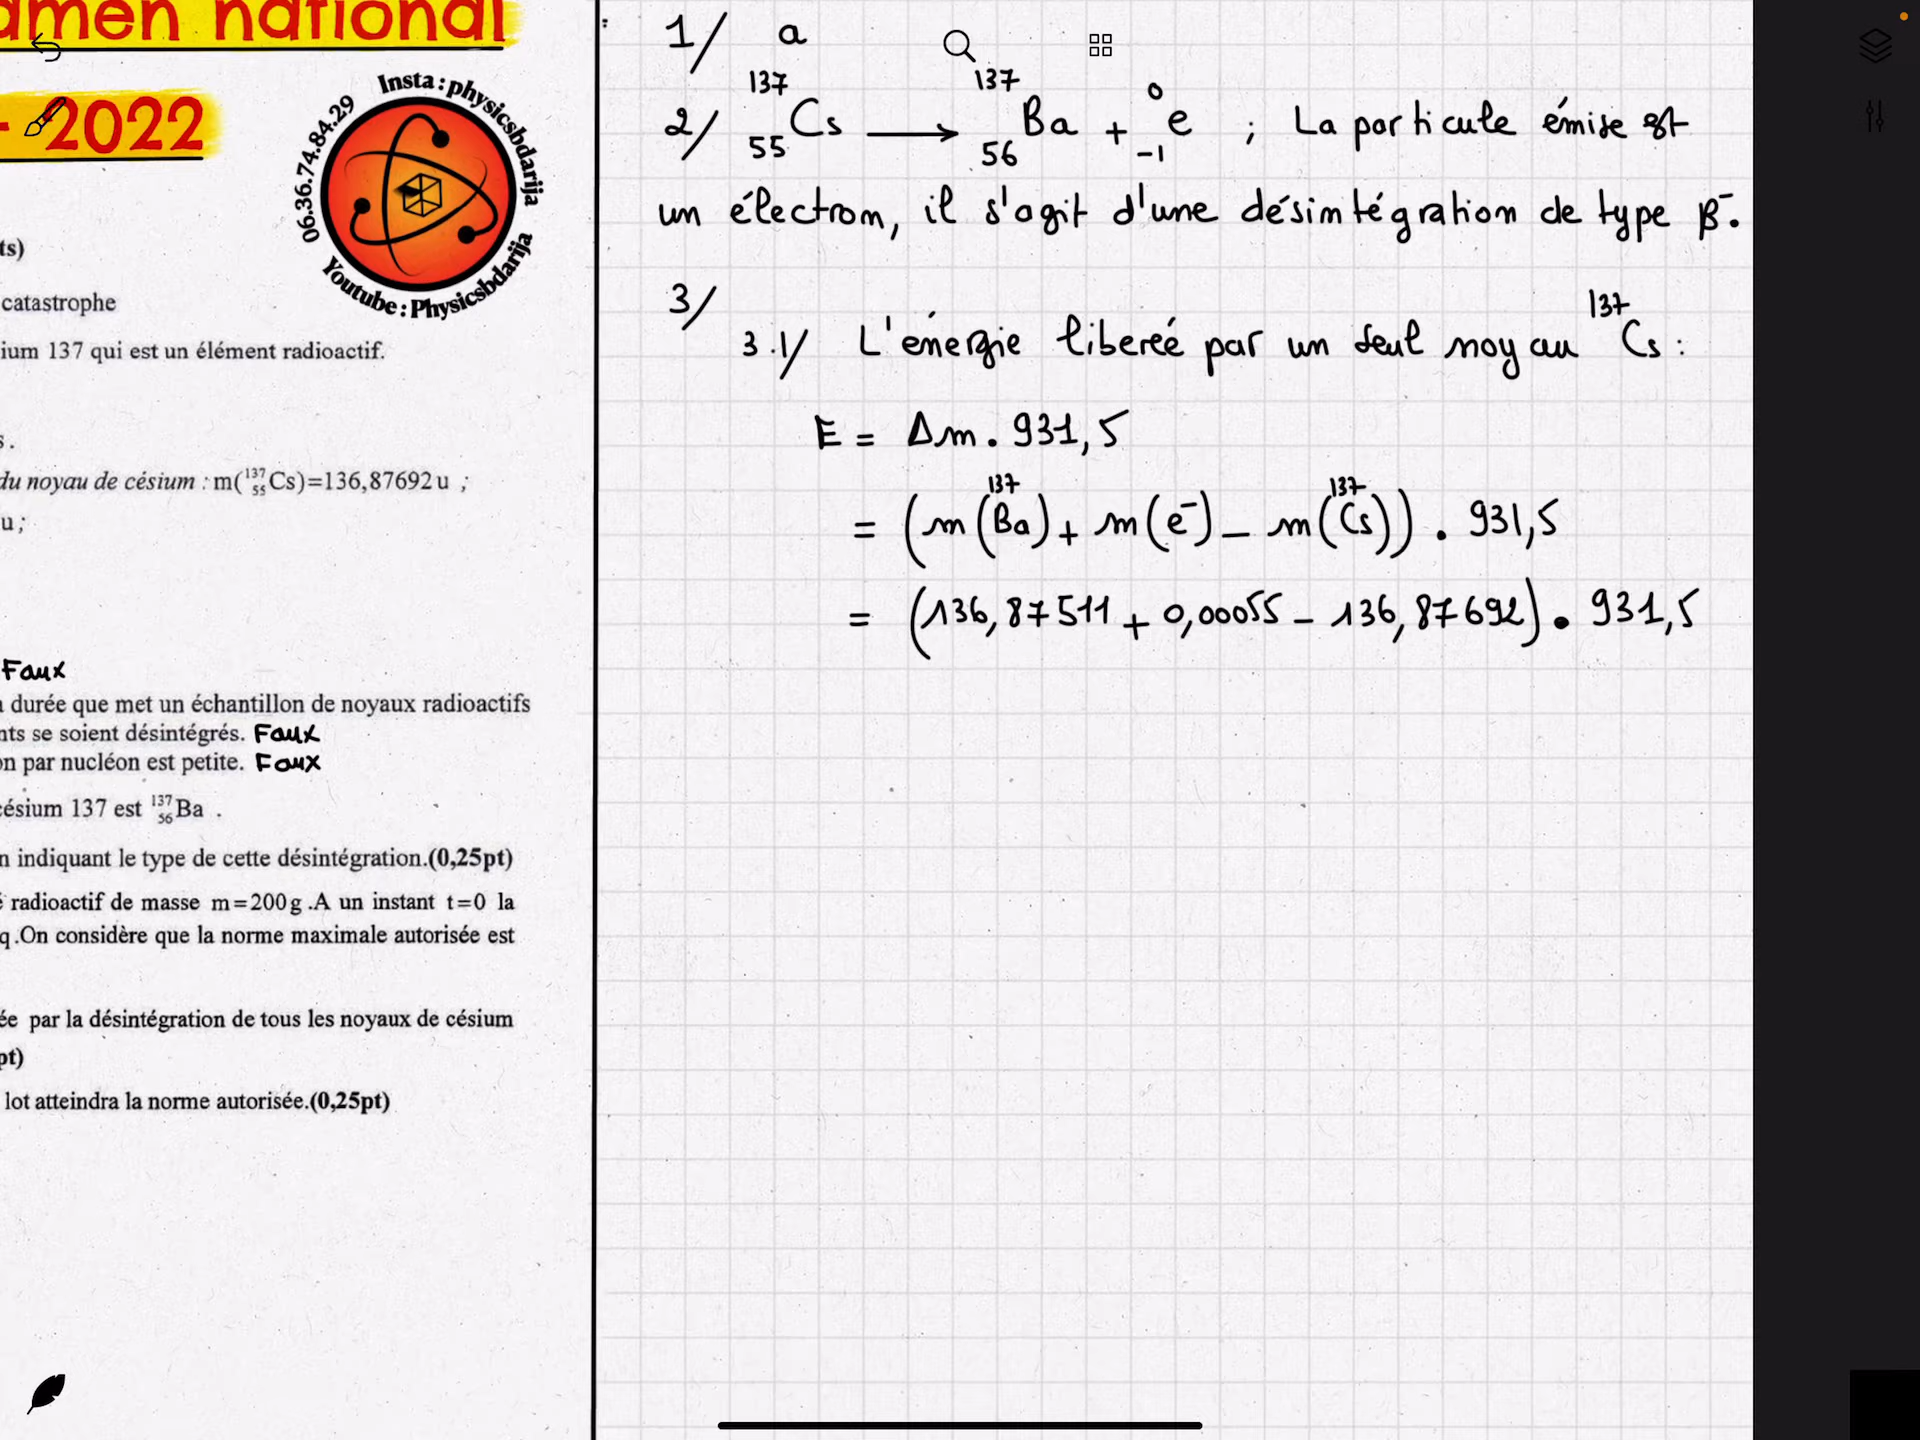 amen national
- 2022
Insta : physicsbdarija
06.36.74.84.29
Youtube : Physicsbdarija
ts)
catastrophe
ium 137 qui est un élément radioactif.
s.
du noyau de césium : m(¹³⁷₅₅Cs)=136,87692 u ;
u ;
Faux
durée que met un échantillon de noyaux radioactifs
nts se soient désintégrés. Faux
on par nucléon est petite. Faux
césium 137 est ¹³⁷₅₆Ba .
n indiquant le type de cette désintégration.(0,25pt)
é radioactif de masse m=200g .A un instant t=0 la
q .On considère que la norme maximale autorisée est
ée par la désintégration de tous les noyaux de césium
pt)
lot atteindra la norme autorisée.(0,25pt)
1/ a
2/ ¹³⁷₅₅Cs ⟶ ¹³⁷₅₆Ba + ⁰₋₁e ; La particule émise est
un électron, il s'agit d'une désintégration de type β⁻.
3/
3.1/ L'énergie libereé par un seul noyau ¹³⁷Cs :
E = Δm . 931,5
= (m(¹³⁷Ba) + m(e⁻) – m(¹³⁷Cs)) . 931,5
= (136,87511 + 0,00055 – 136,87692) . 931,5